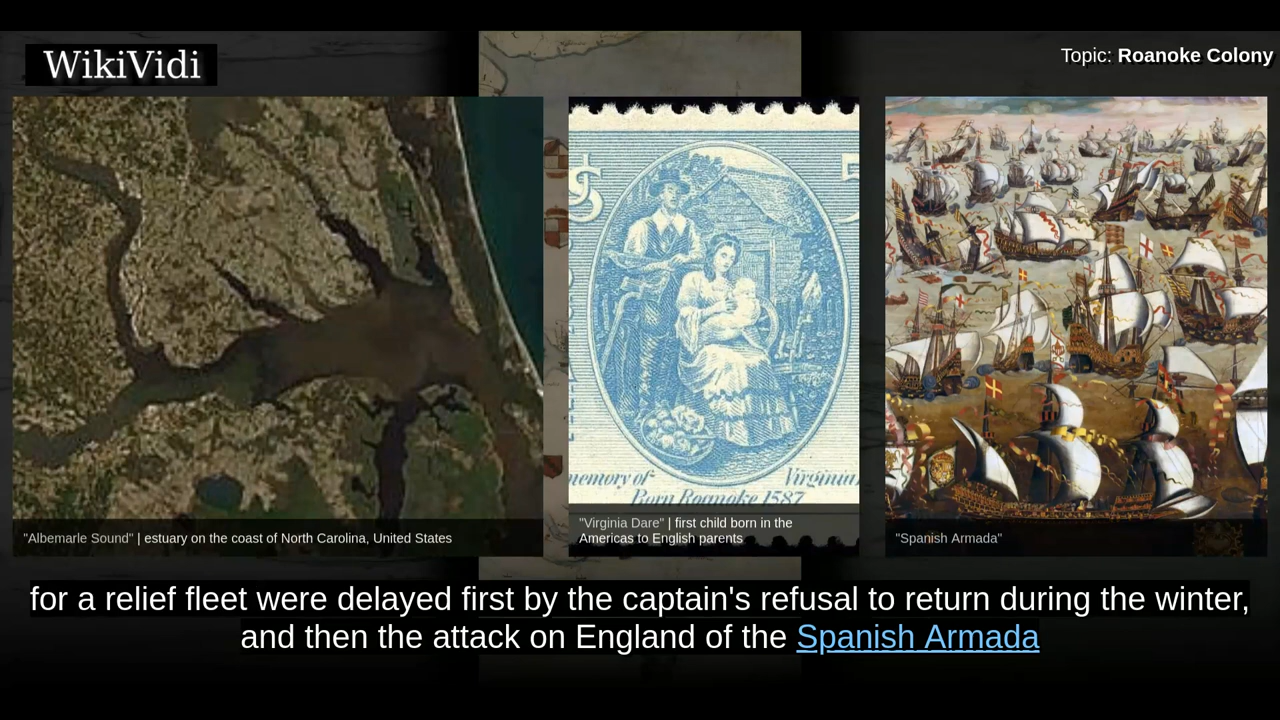 WikiVidi
Topic: Roanoke Colony
5
5
memory of Virginia
Born Roanoke 1587
"Albemarle Sound" | estuary on the coast of North Carolina, United States
"Virginia Dare" | first child born in the
Americas to English parents
"Spanish Armada"
for a relief fleet were delayed first by the captain's refusal to return during the winter,
and then the attack on England of the Spanish Armada